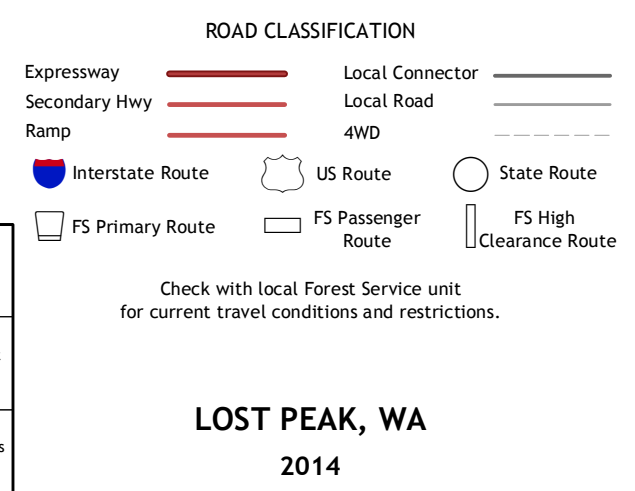 ROAD CLASSIFICATION
Expressway
Local Connector
Secondary Hwy
Local Road
Ramp
4WD
Interstate Route
US Route
State Route
FS Primary Route
FS Passenger
Route
FS High
Clearance Route
Check with local Forest Service unit
for current travel conditions and restrictions.
LOST PEAK, WA
2014
s